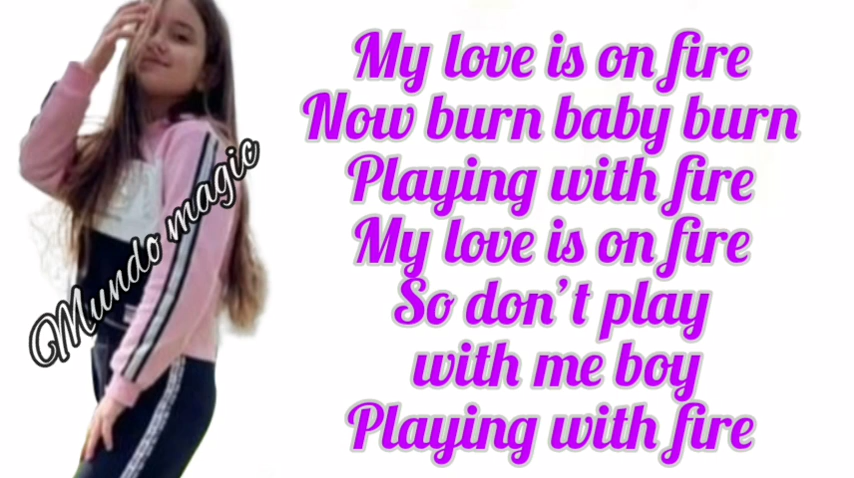 My love is on fire
Now burn baby burn
Playing with fire
My love is on fire
So don't play
with me boy
Playing with fire
Mundo magic